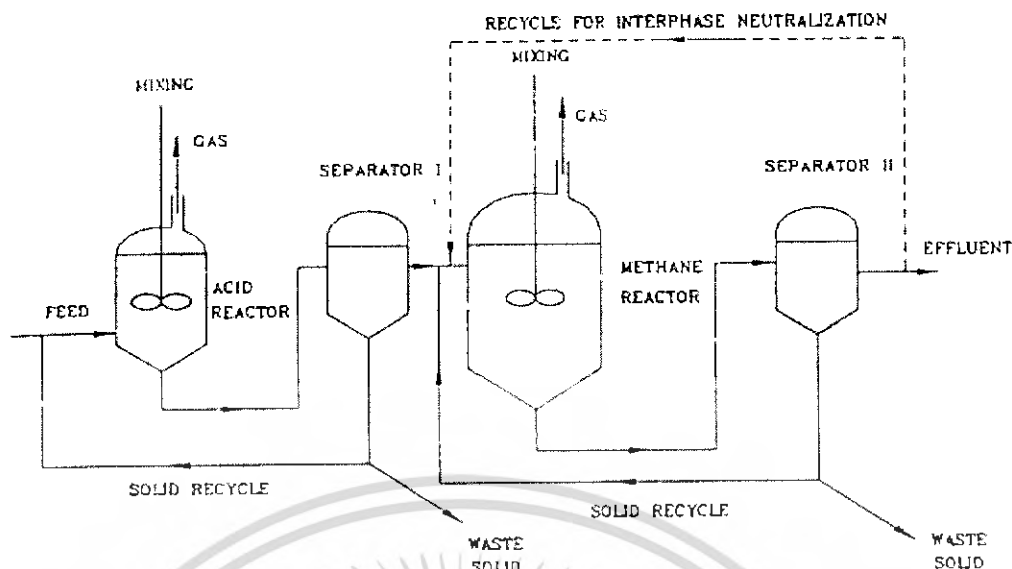 RECYCLE FOR INTERPHASE NEUTRALIZATION
MIXING
MIXING
GAS
GAS
SEPARATOR I
SEPARATOR II
ACID
REACTOR
METHANE
REACTOR
FEED
EFFLUENT
SOLID RECYCLE
SOLID RECYCLE
WASTE
SOLID
WASTE
SOLID